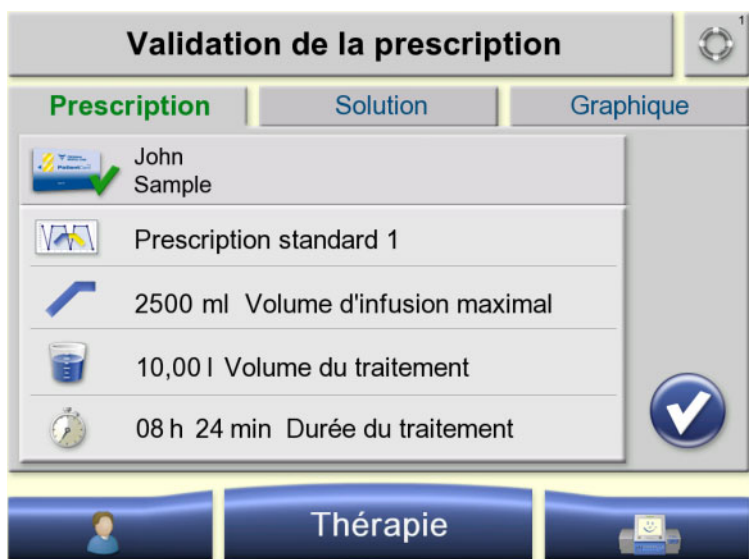 Validation de la prescription
1
Prescription
Solution
Graphique
John
Sample
Prescription standard 1
2500 ml Volume d'infusion maximal
10,00 l Volume du traitement
08 h 24 min Durée du traitement
Thérapie